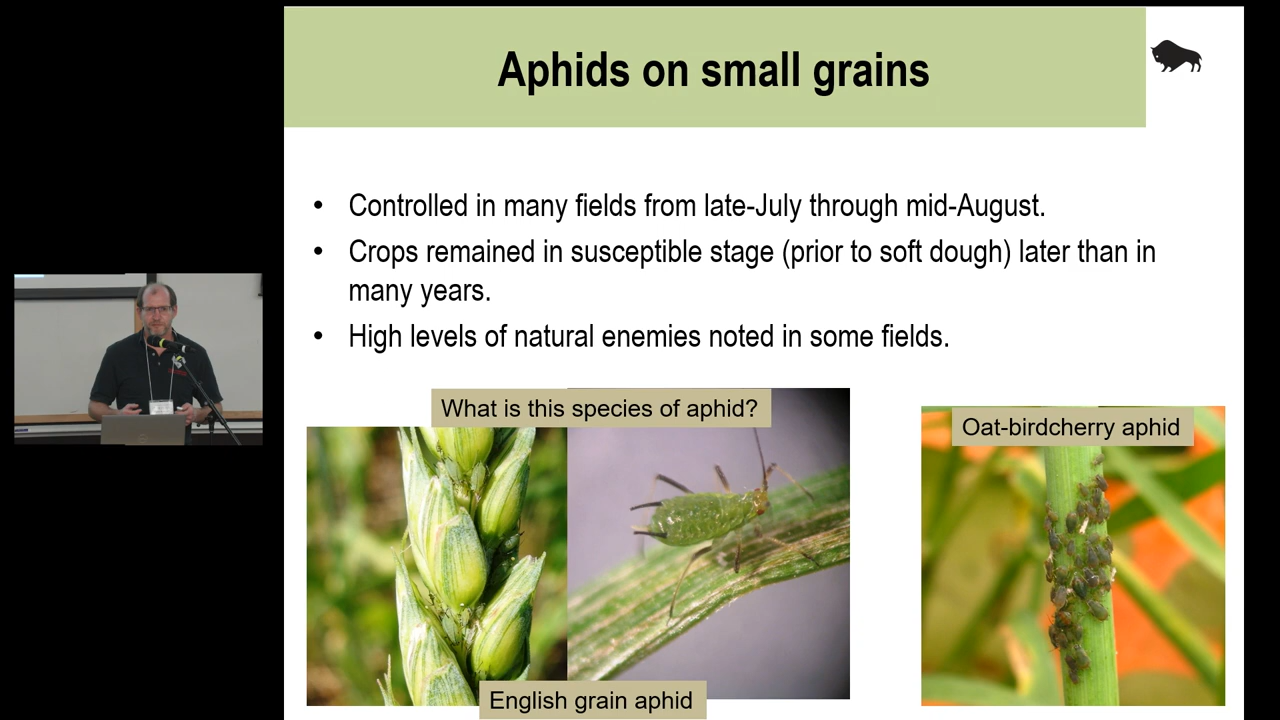 Aphids on small grains
• Controlled in many fields from late-July through mid-August.
• Crops remained in susceptible stage (prior to soft dough) later than in
many years.
• High levels of natural enemies noted in some fields.
What is this species of aphid?
Oat-birdcherry aphid
English grain aphid